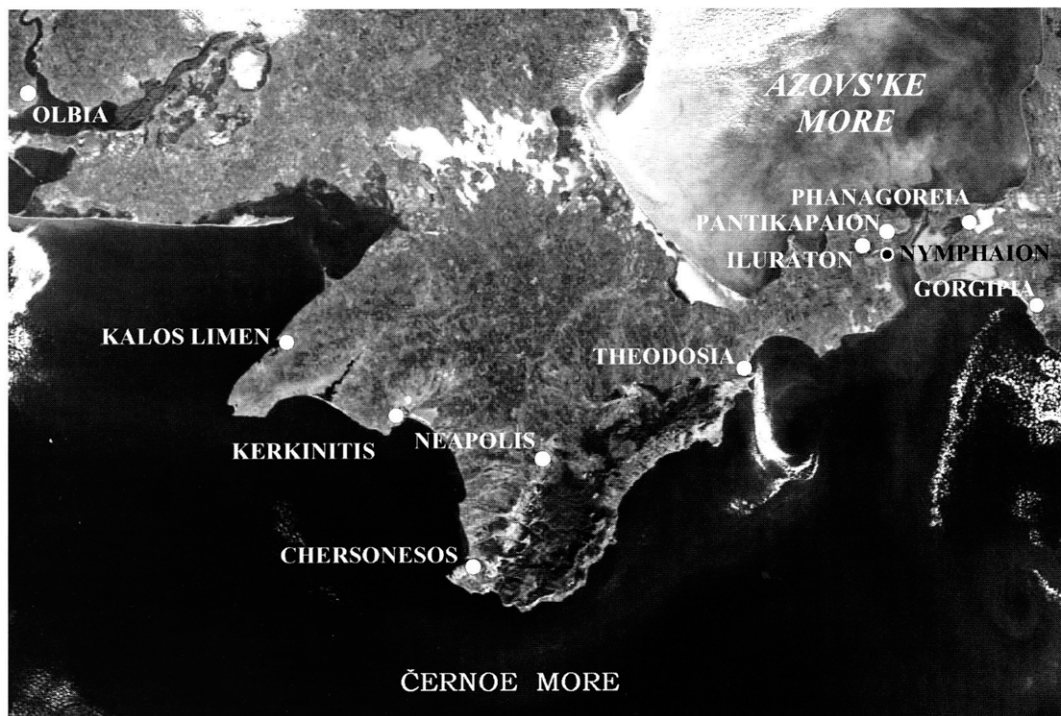 OLBIA
AZOVS'KE
MORE
PHANAGOREIA
PANTIKAPAION
ILURATON
NYMPHAION
GORGIPIA
KALOS LIMEN
THEODOSIA
KERKINITIS
NEAPOLIS
CHERSONESOS
ČERNOE MORE